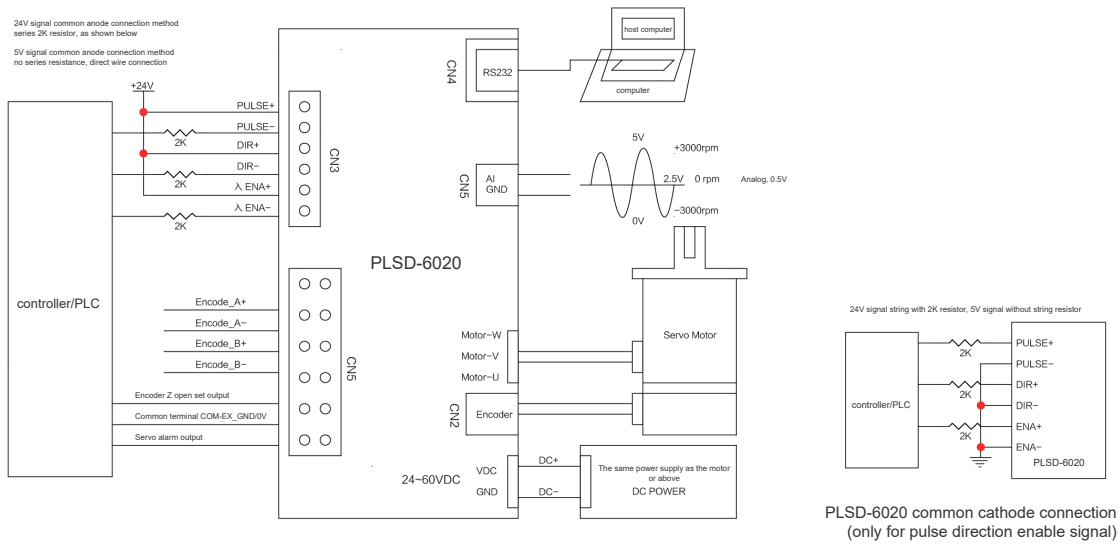 24V signal common anode connection method
series 2K resistor, as shown below
5V signal common anode connection method
no series resistance, direct wire connection
+24V
PULSE+
PULSE−
2K
DIR+
DIR−
2K
λ ENA+
λ ENA−
2K
CN3
controller/PLC
PLSD-6020
Encode_A+
Encode_A−
Encode_B+
Encode_B−
Encoder Z open set output
Common terminal COM-EX_GND/0V
Servo alarm output
CN5
CN4
RS232
host computer
computer
CN5
AI
GND
5V
+3000rpm
2.5V 0 rpm
−3000rpm
0V
Analog, 0.5V
Motor−W
Motor−V
Motor−U
Servo Motor
CN2
Encoder
24~60VDC
VDC
GND
DC+
DC−
The same power supply as the motor
or above
DC POWER
24V signal string with 2K resistor, 5V signal without string resistor
controller/PLC
2K
2K
2K
PULSE+
PULSE−
DIR+
DIR−
ENA+
ENA−
PLSD-6020
PLSD-6020 common cathode connection
(only for pulse direction enable signal)